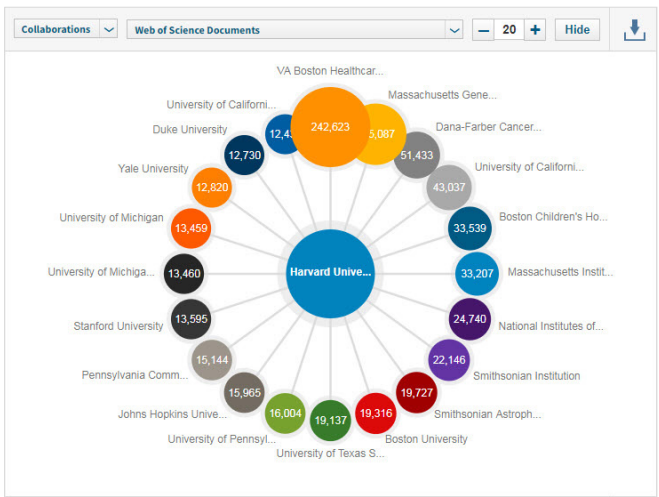 Collaborations
Web of Science Documents
20
Hide
VA Boston Healthcar...
242,623
Massachusetts Gene...
5,087
Dana-Farber Cancer...
51,433
University of Californi...
43,037
Boston Children's Ho...
33,539
Massachusetts Instit...
33,207
National Institutes of...
24,740
Smithsonian Institution
22,146
Smithsonian Astroph...
19,727
Boston University
19,316
University of Texas S...
19,137
University of Pennsyl...
16,004
Johns Hopkins Unive...
15,965
Pennsylvania Comm...
15,144
Stanford University
13,595
University of Michiga...
13,460
University of Michigan
13,459
Yale University
12,820
Duke University
12,730
University of Californi...
Harvard Unive...